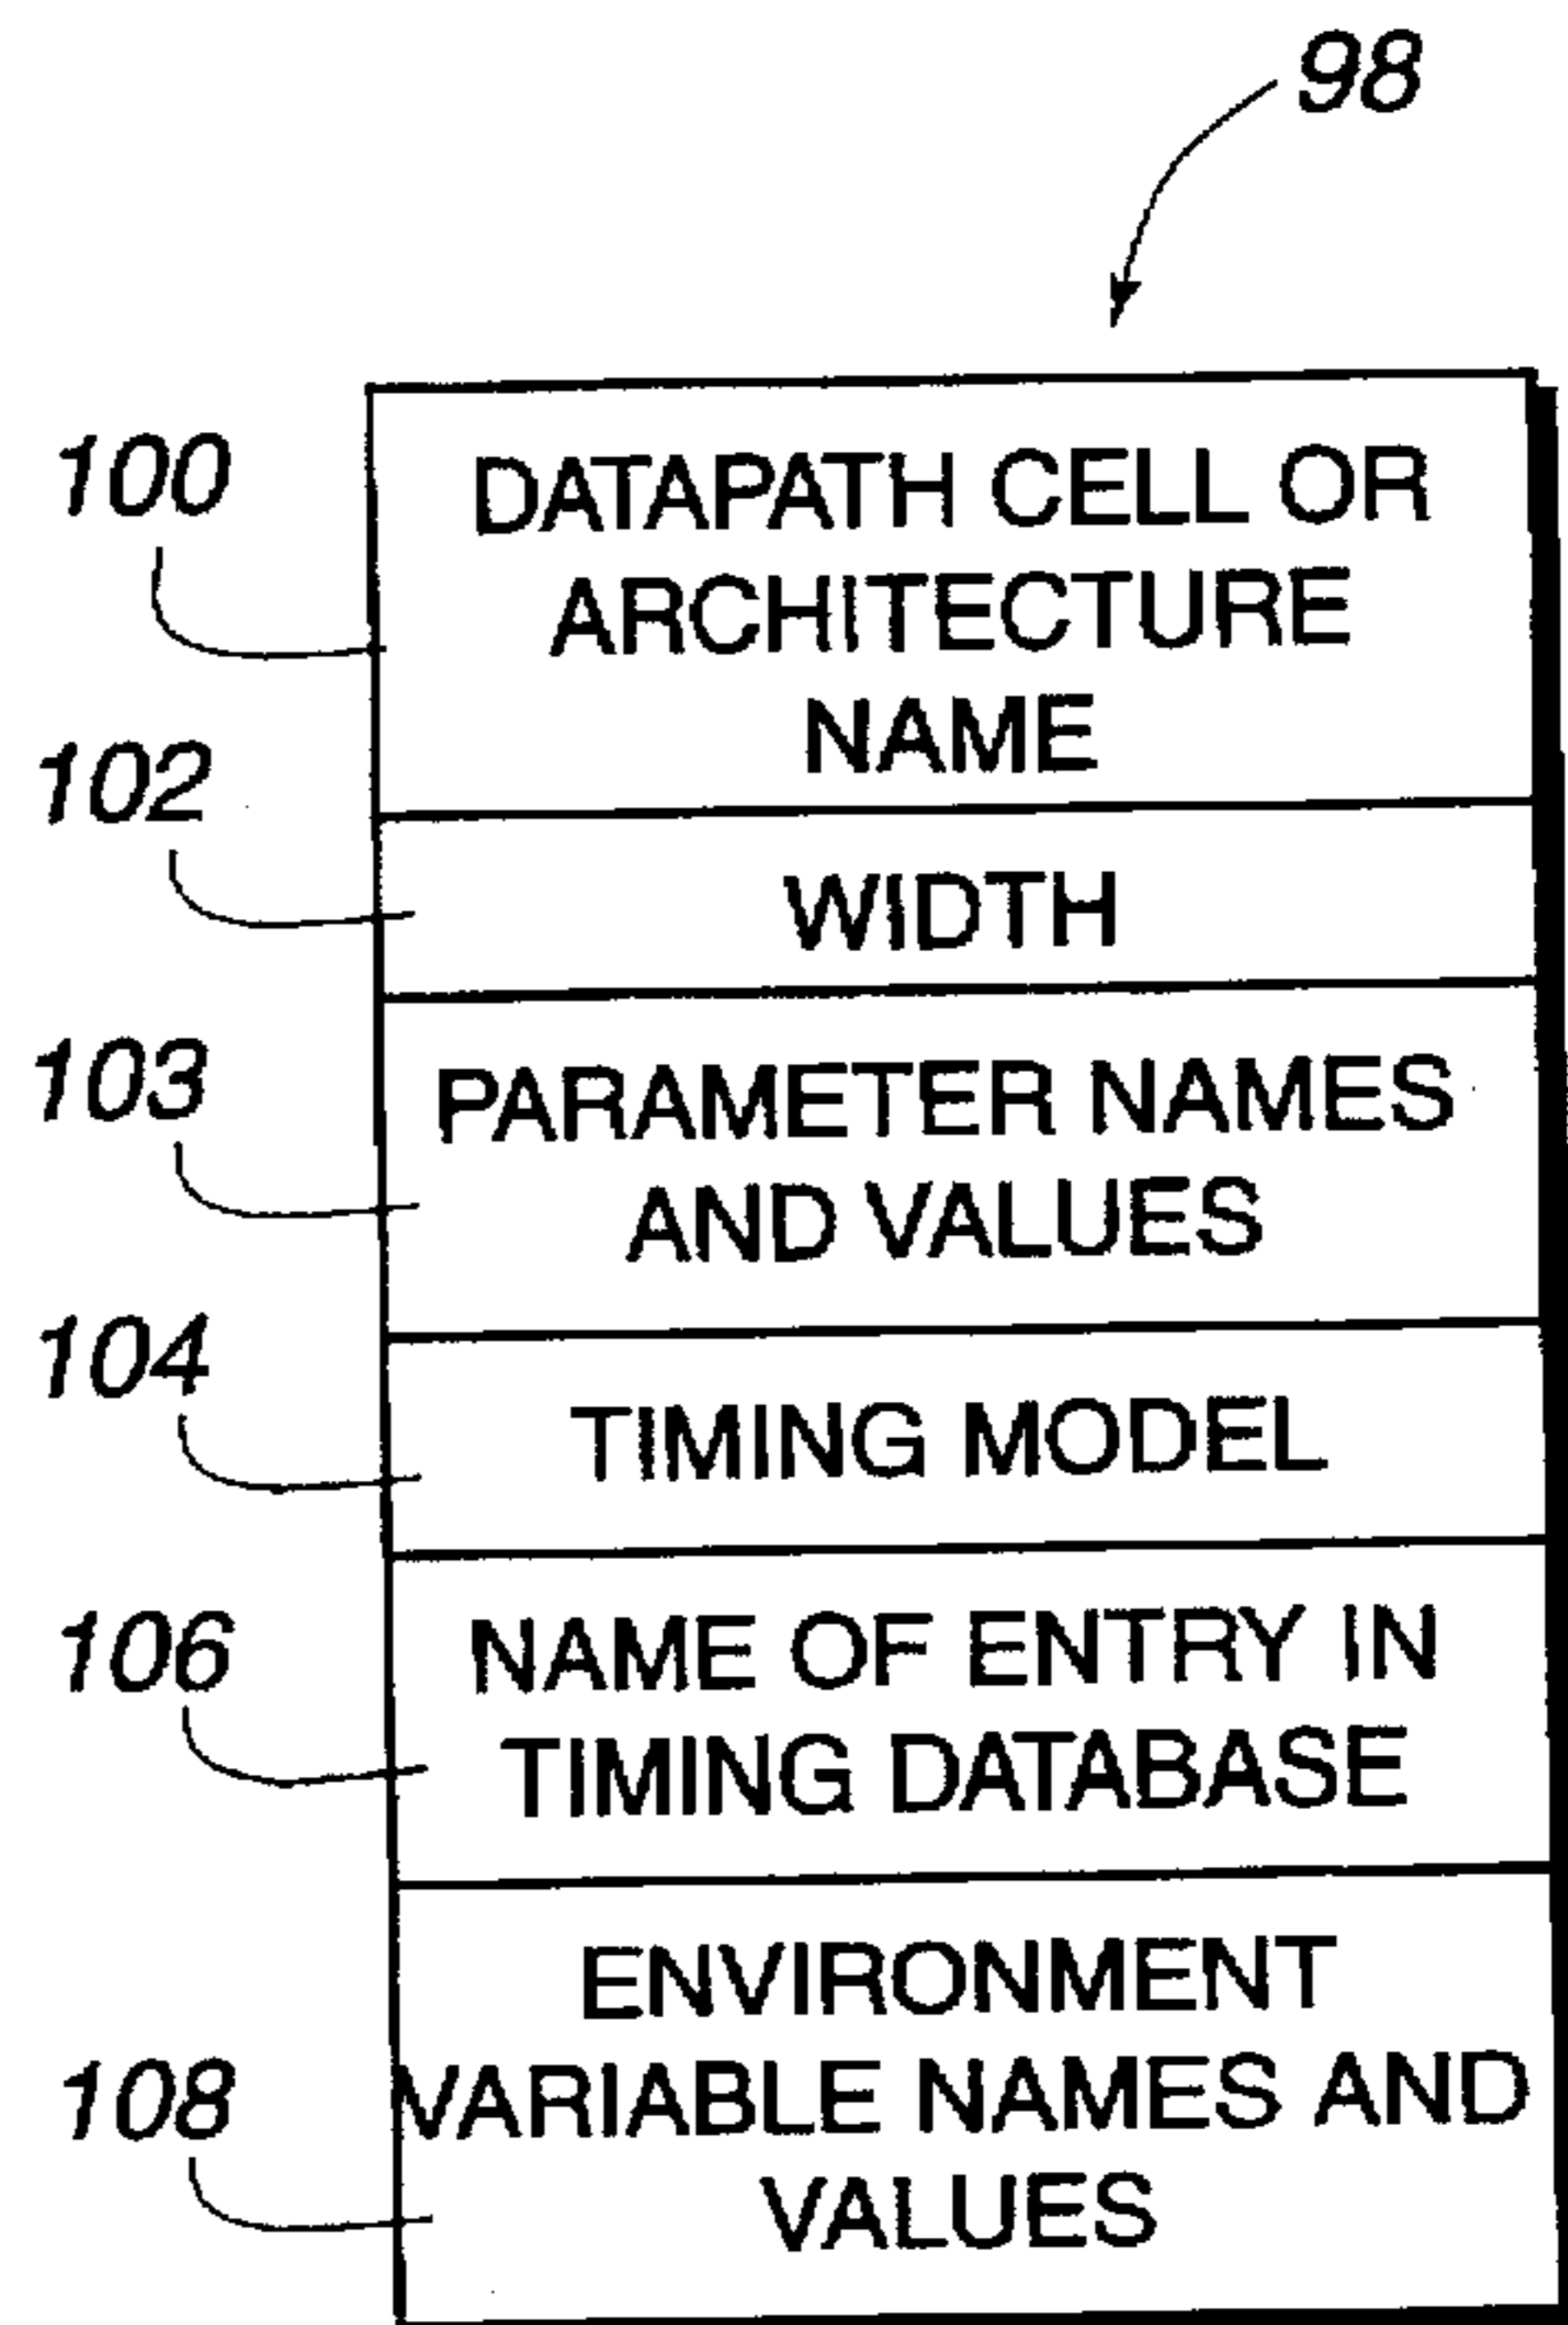 98
100
DATAPATH CELL OR
ARCHITECTURE
NAME
102
WIDTH
103
PARAMETER NAMES
AND VALUES
104
TIMING MODEL
106
NAME OF ENTRY IN
TIMING DATABASE
ENVIRONMENT
108
VARIABLE NAMES AND
VALUES